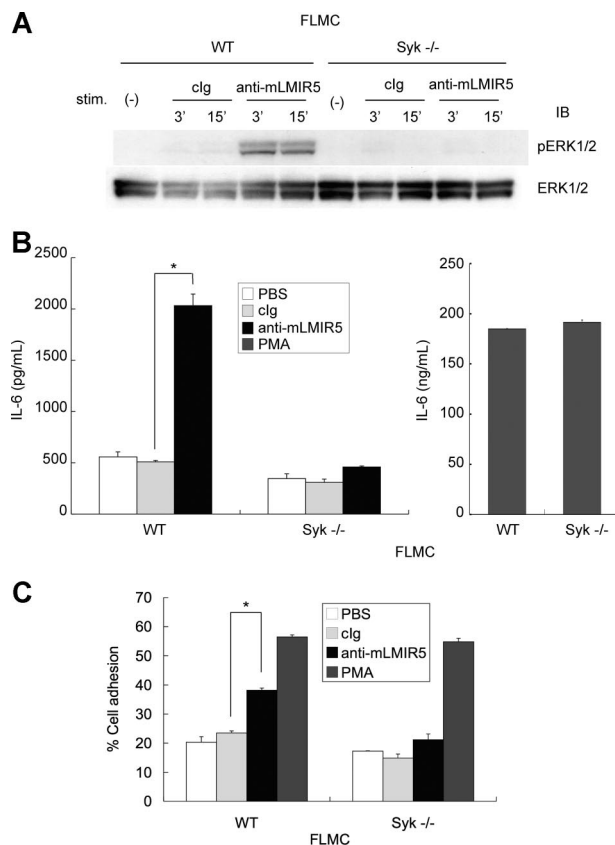 A
FLMC
WT Syk -/-
stim. (-) cIg anti-mLMIR5 (-) cIg anti-mLMIR5
3' 15' 3' 15' 3' 15' 3' 15' IB
pERK1/2
ERK1/2
B
IL-6 (pg/mL)
2500
2000
1500
1000
500
0
*
PBS
cIg
anti-mLMIR5
PMA
WT Syk -/-
IL-6 (ng/mL)
250
200
150
100
50
0
WT Syk -/-
FLMC
C
% Cell adhesion
70
60
50
40
30
20
10
0
*
PBS
cIg
anti-mLMIR5
PMA
WT Syk -/-
FLMC